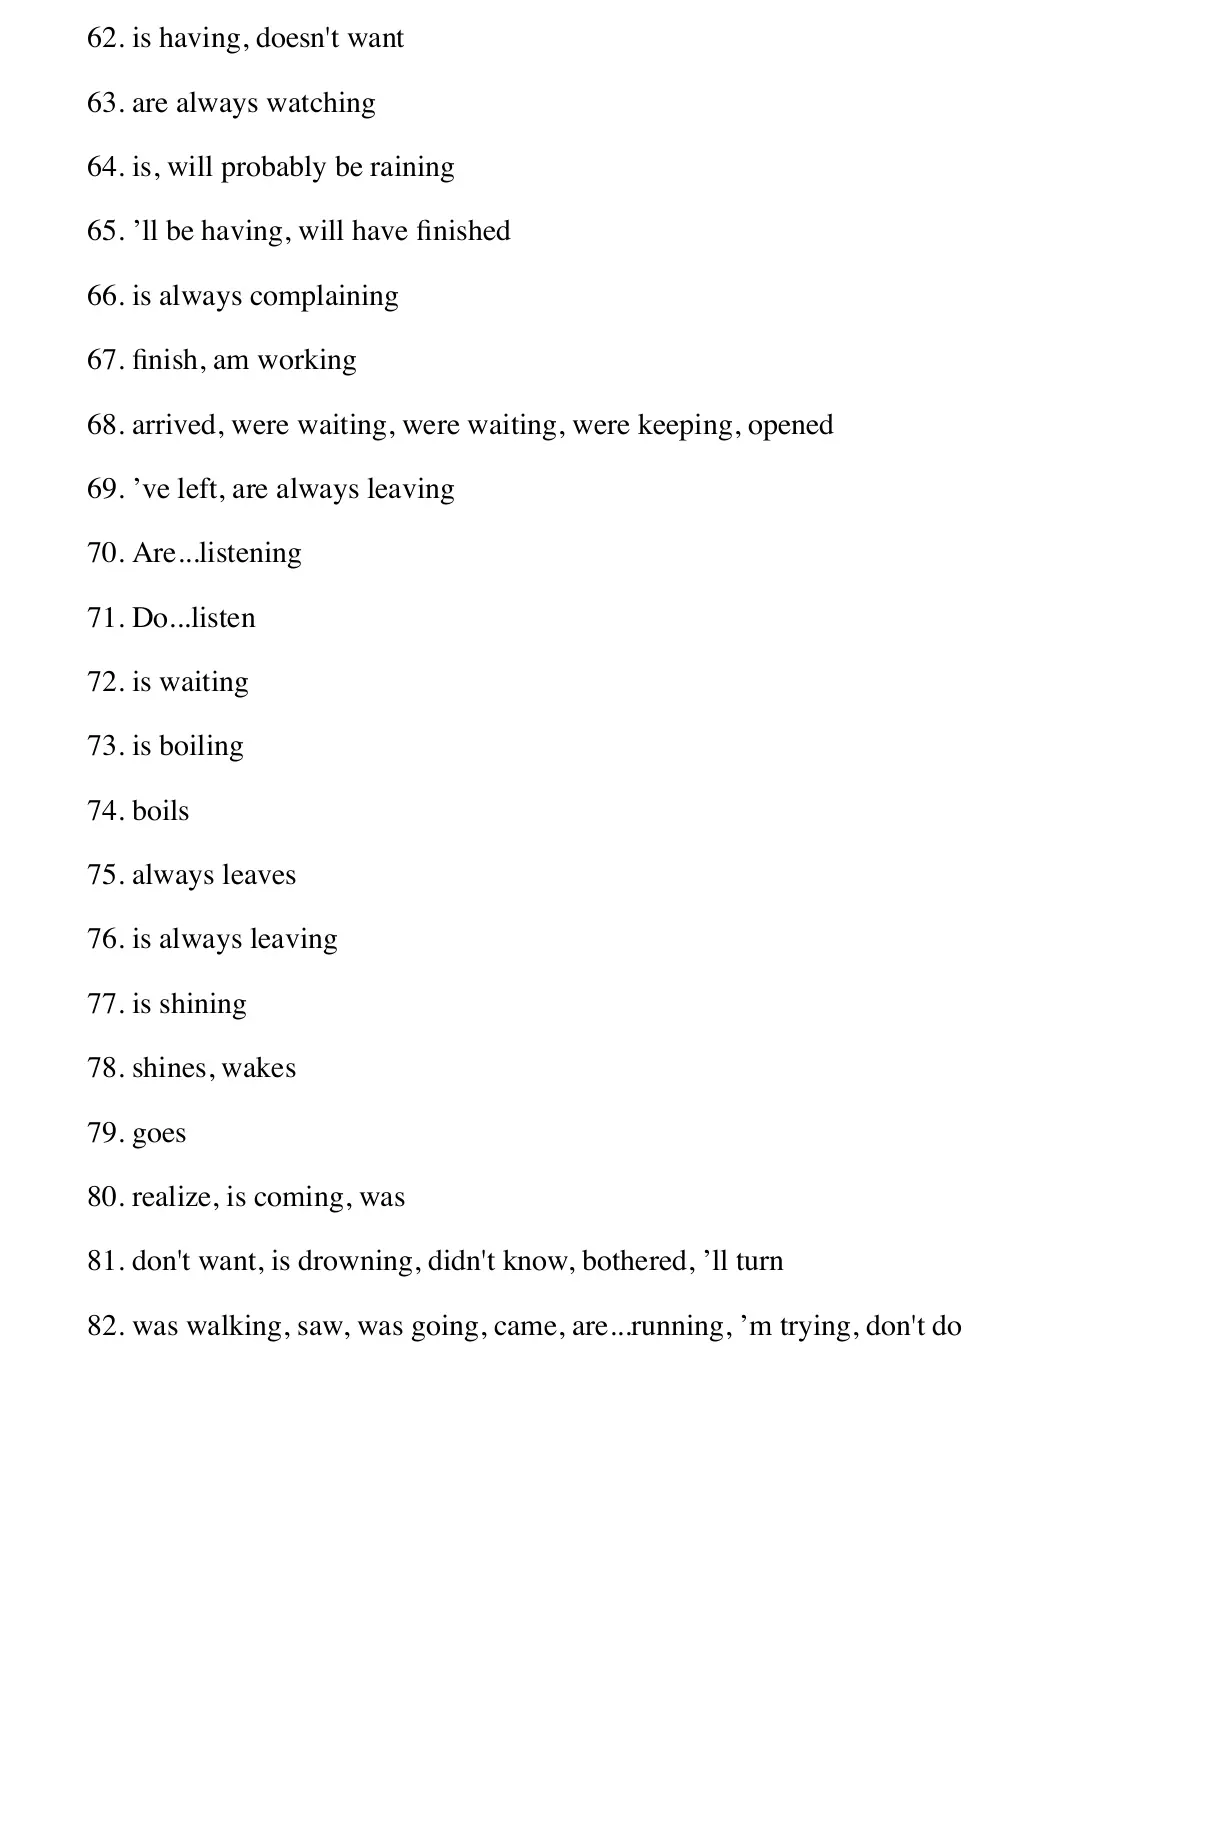 62. is having, doesn't want
63. are always watching
64. is, will probably be raining
65. ’ll be having, will have finished
66. is always complaining
67. finish, am working
68. arrived, were waiting, were waiting, were keeping, opened
69. ’ve left, are always leaving
70. Are...listening
71. Do...listen
72. is waiting
73. is boiling
74. boils
75. always leaves
76. is always leaving
77. is shining
78. shines, wakes
79. goes
80. realize, is coming, was
81. don't want, is drowning, didn't know, bothered, ’ll turn
82. was walking, saw, was going, came, are...running, ’m trying, don't do